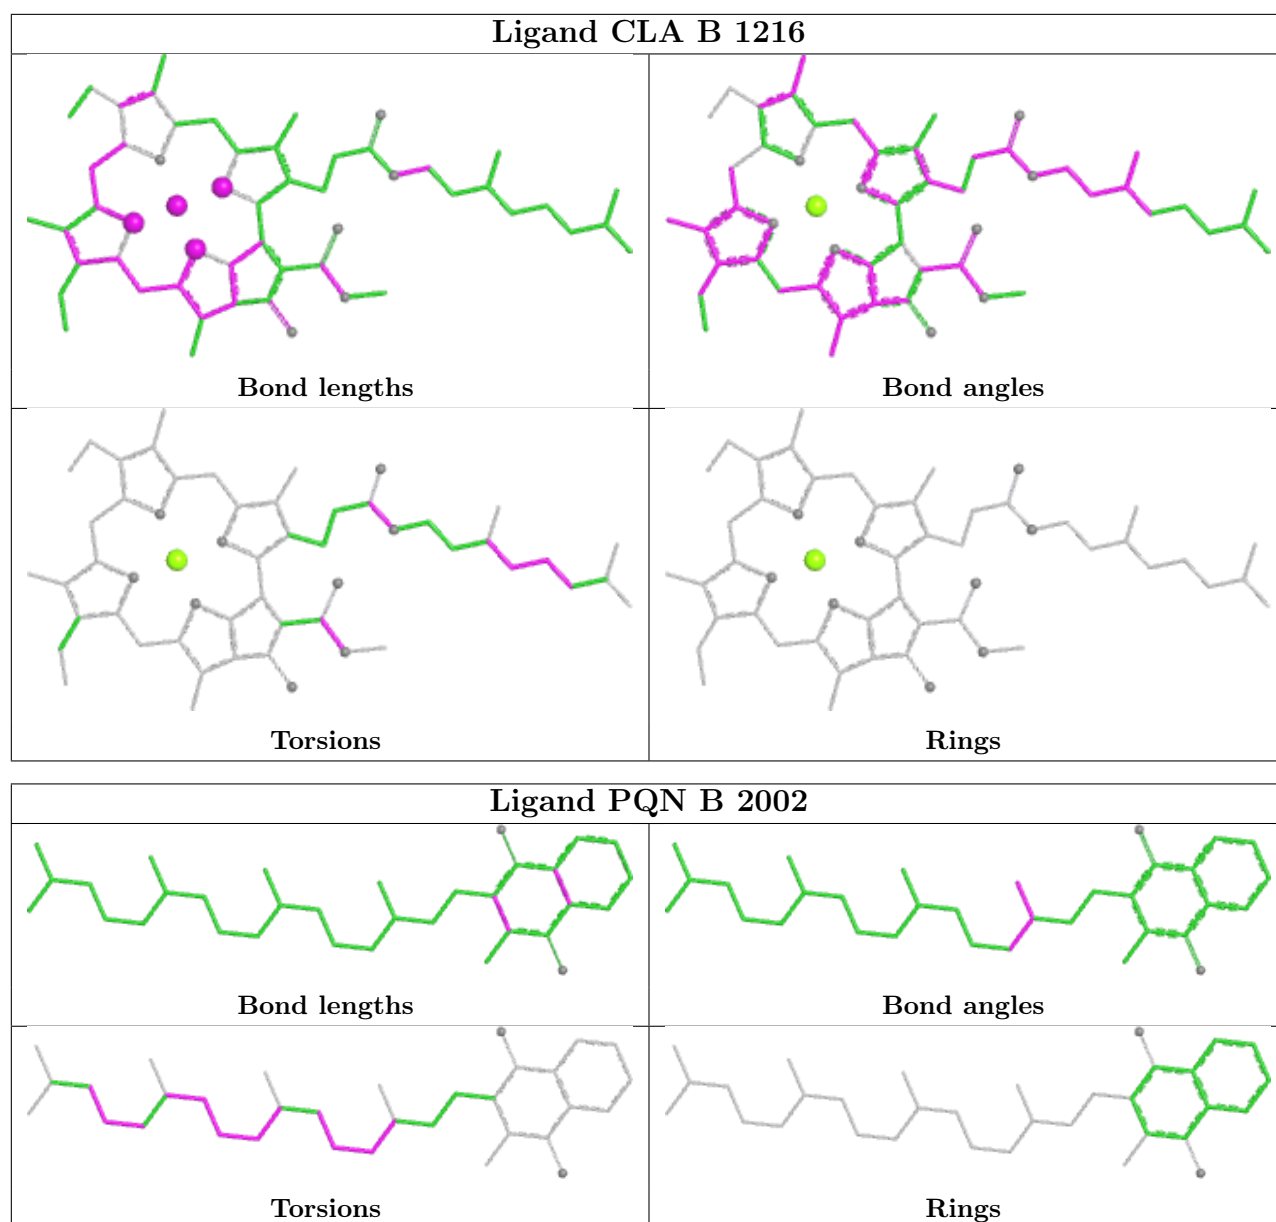 Ligand CLA B 1216
Bond lengths
Bond angles
Torsions
Rings
Ligand PQN B 2002
Bond lengths
Bond angles
Torsions
Rings